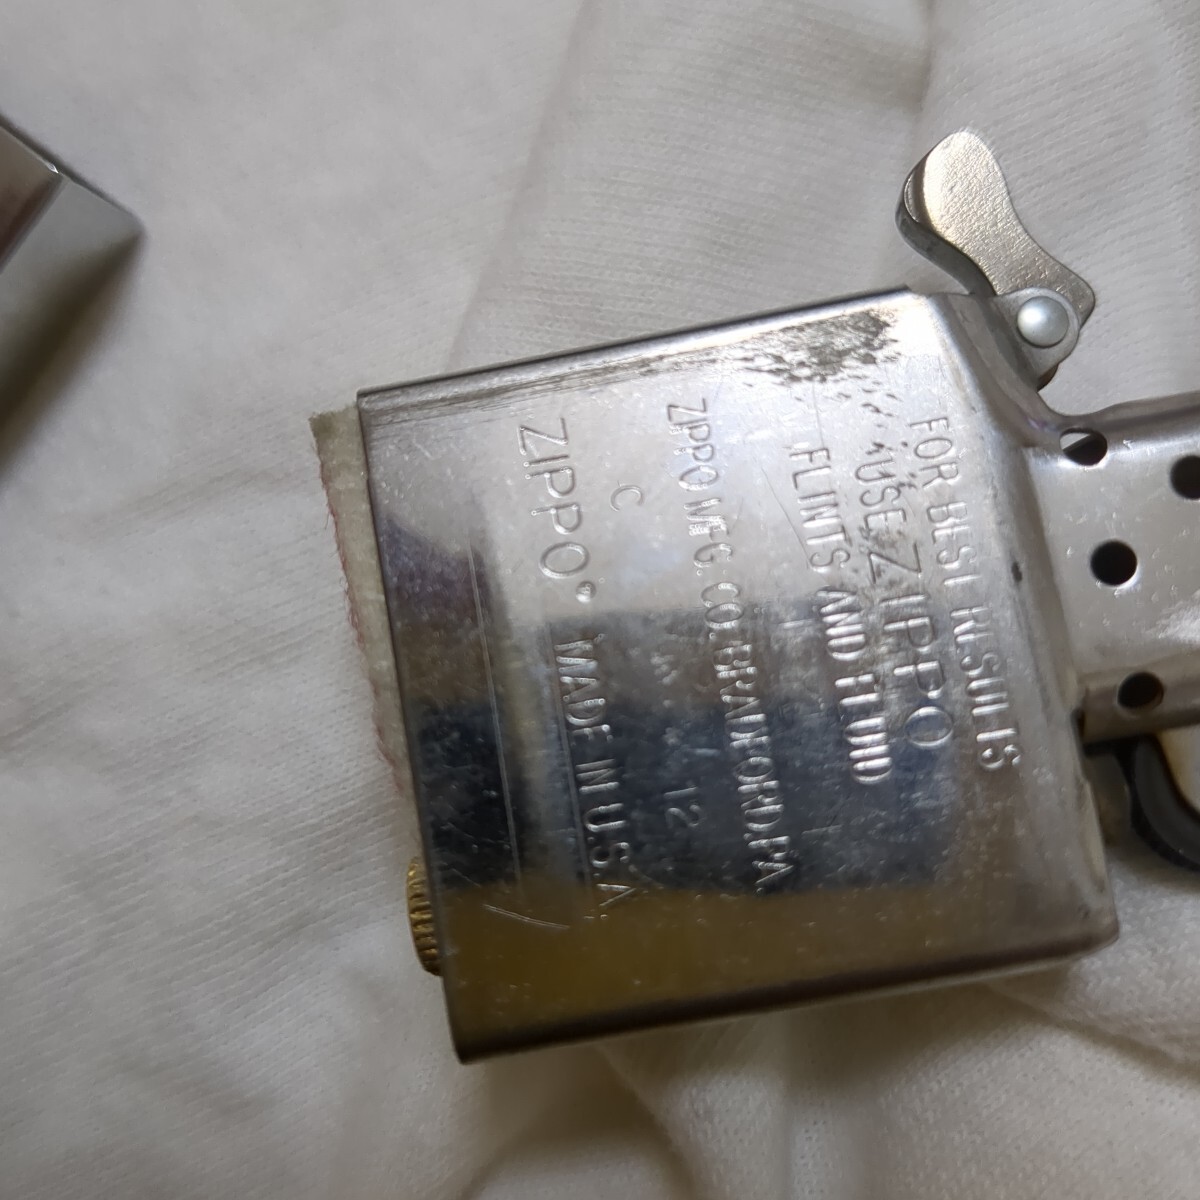 FOR BEST RESULTS
USE ZIPPO
FLINTS AND FLUID
ZIPPO MFG. CO. BRADFORD, PA.
C 12
ZIPPO • MADE IN U.S.A.